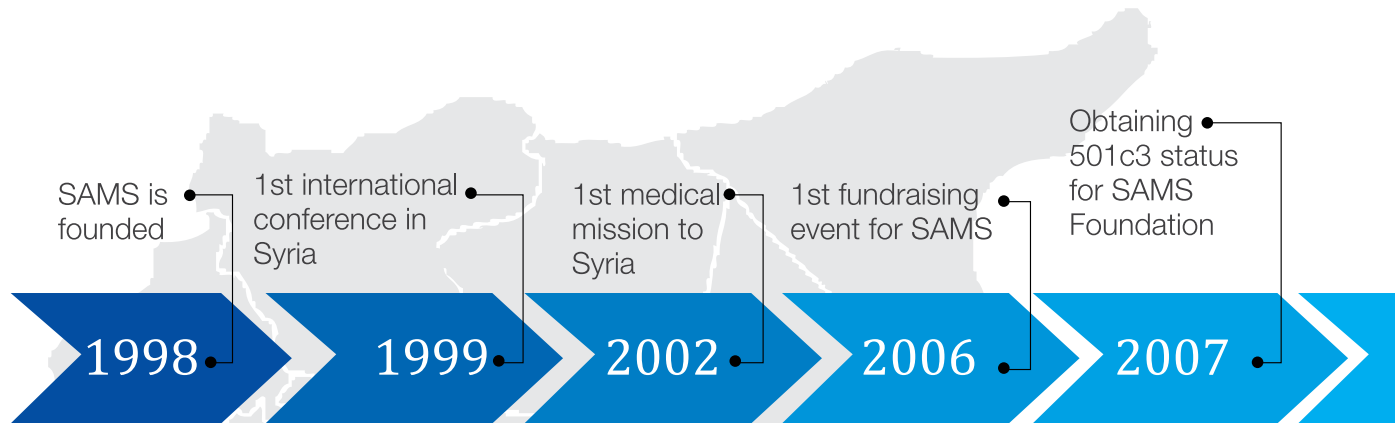 SAMS is
founded
1st international
conference in
Syria
1st medical
mission to
Syria
1st fundraising
event for SAMS
Obtaining
501c3 status
for SAMS
Foundation
1998
1999
2002
2006
2007